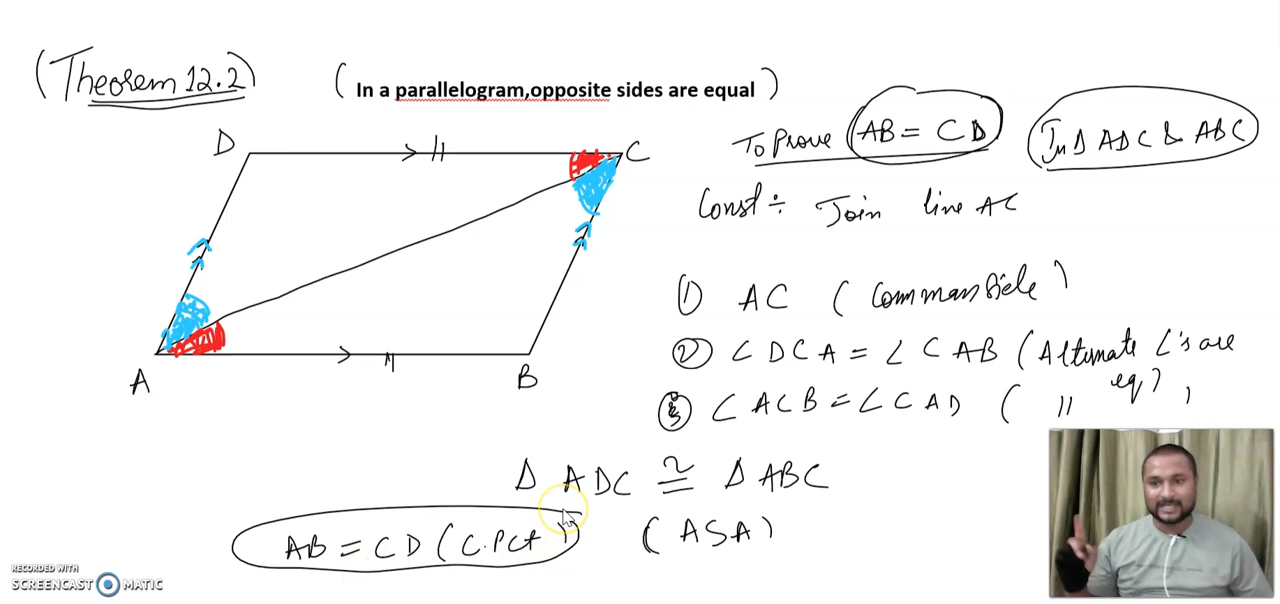 (Theorem 12.2)
( In a parallelogram,opposite sides are equal )
D
C
A
B
To Prove AB = CD
In Δ ADC & ABC
Const ÷ Join line AC
① AC ( Common Side )
② ∠ DCA = ∠ CAB ( Alternate ∠'s are eq )
③ ∠ ACB = ∠ CAD ( 〃 )
Δ ADC ≅ Δ ABC
( ASA )
AB = CD ( C.PCt )
RECORDED WITH
SCREENCAST O MATIC